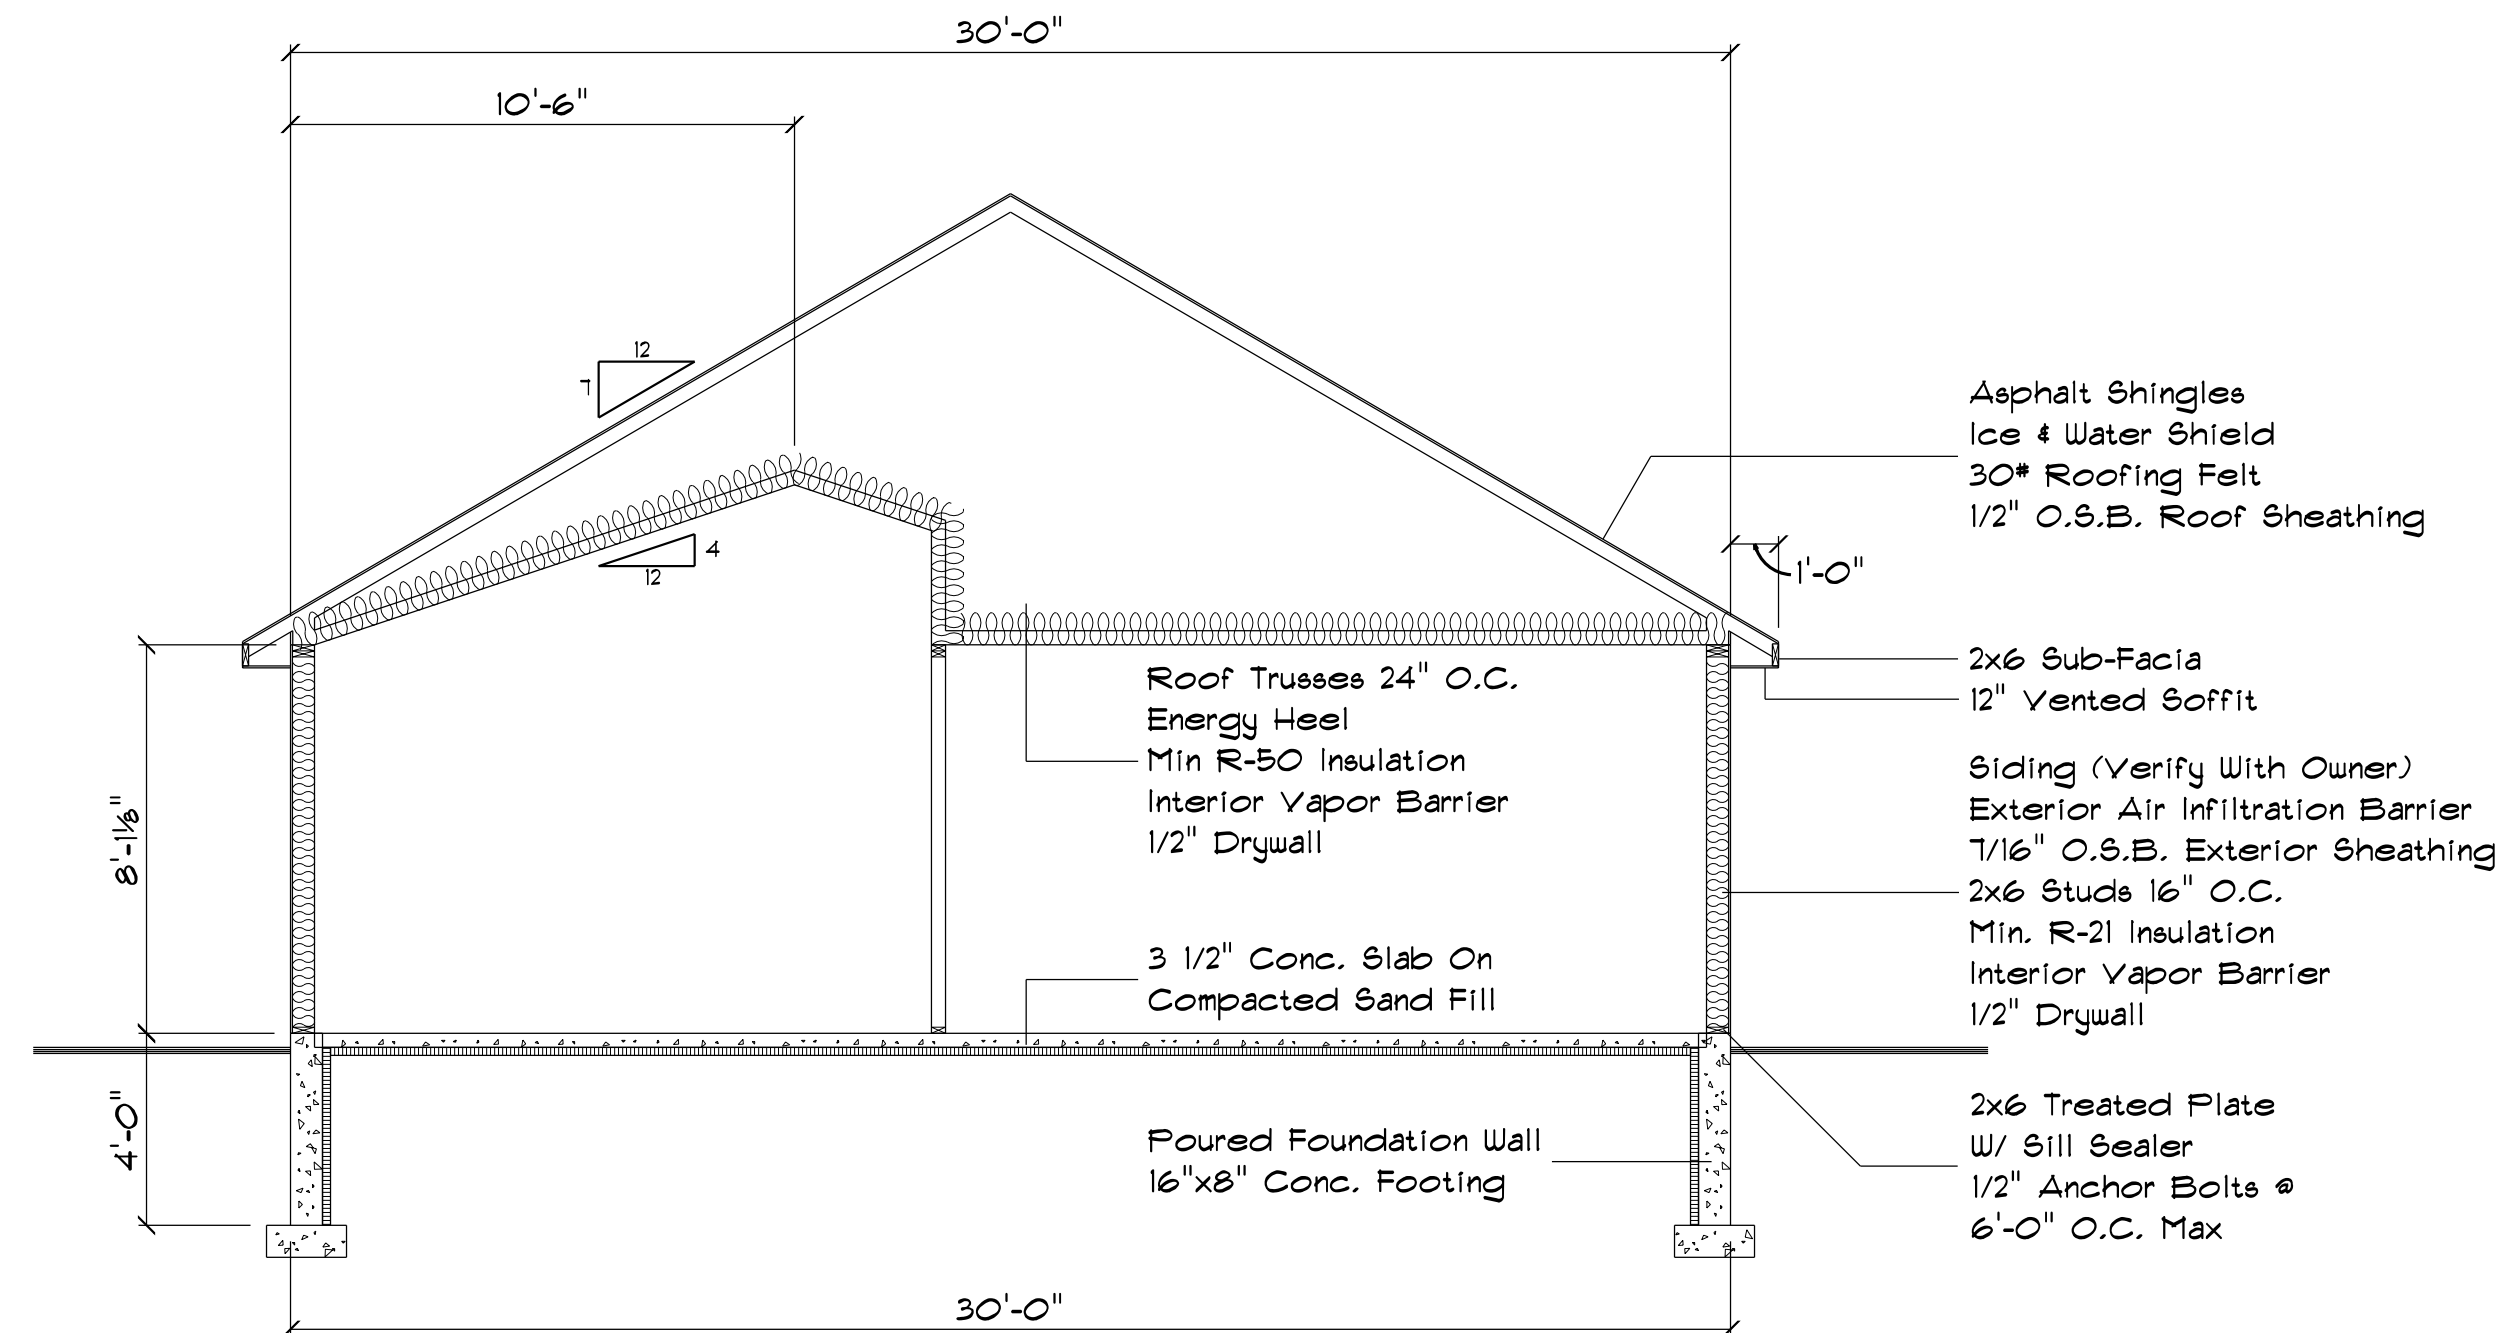 30'-0"
10'-6"
12
7
Asphalt Shingles
Ice & Water Shield
30# Roofing Felt
1/2" O.S.B. Roof Sheathing
4
12
1'-0"
2x6 Sub-Facia
12" Vented Soffit
Roof Trusses 24" O.C.
Energy Heel
Min R-50 Insulation
Interior Vapor Barrier
1/2" Drywall
Siding (Verify With Owner)
Exterior Air Infiltration Barrier
7/16" O.S.B. Exterior Sheathing
2x6 Studs 16" O.C.
Min. R-21 Insulation
Interior Vapor Barrier
1/2" Drywall
8'-1⅛"
3 1/2" Conc. Slab On
Compacted Sand Fill
4'-0"
Poured Foundation Wall
16"x8" Conc. Footing
2x6 Treated Plate
W/ Sill Sealer
1/2" Anchor Bolts @
6'-0" O.C. Max
30'-0"